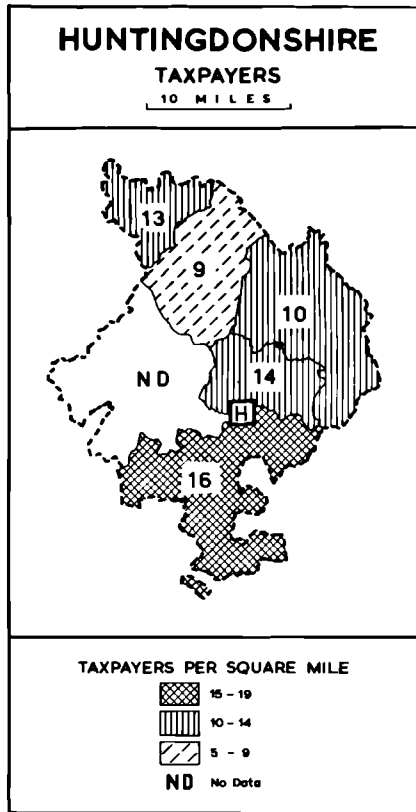 HUNTINGDONSHIRE
TAXPAYERS
10 MILES
13
9
10
ND
14
H
16
TAXPAYERS PER SQUARE MILE
15 - 19
10 - 14
5 - 9
ND No Data